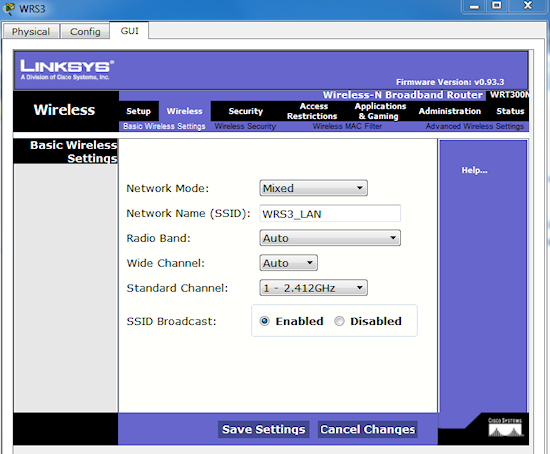 WRS3
Physical Config GUI
LINKSYS®
A Division of Cisco Systems, Inc.
Firmware Version: v0.93.3
Wireless-N Broadband Router WRT300N
Wireless
Setup Wireless Security Access Restrictions Applications & Gaming Administration Status
Basic Wireless Settings Wireless Security Wireless MAC Filter Advanced Wireless Settings
Basic Wireless
Settings
Help...
Network Mode: Mixed
Network Name (SSID): WRS3_LAN
Radio Band: Auto
Wide Channel: Auto
Standard Channel: 1 - 2.412GHz
SSID Broadcast: Enabled Disabled
Save Settings Cancel Changes
CISCO SYSTEMS